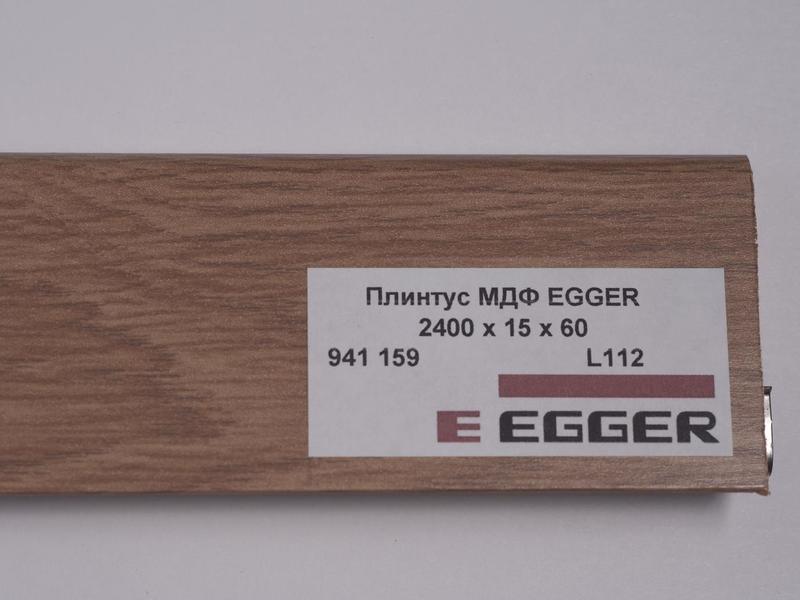 Плинтус МДФ EGGER
2400 х 15 х 60
941 159 L112
E EGGER